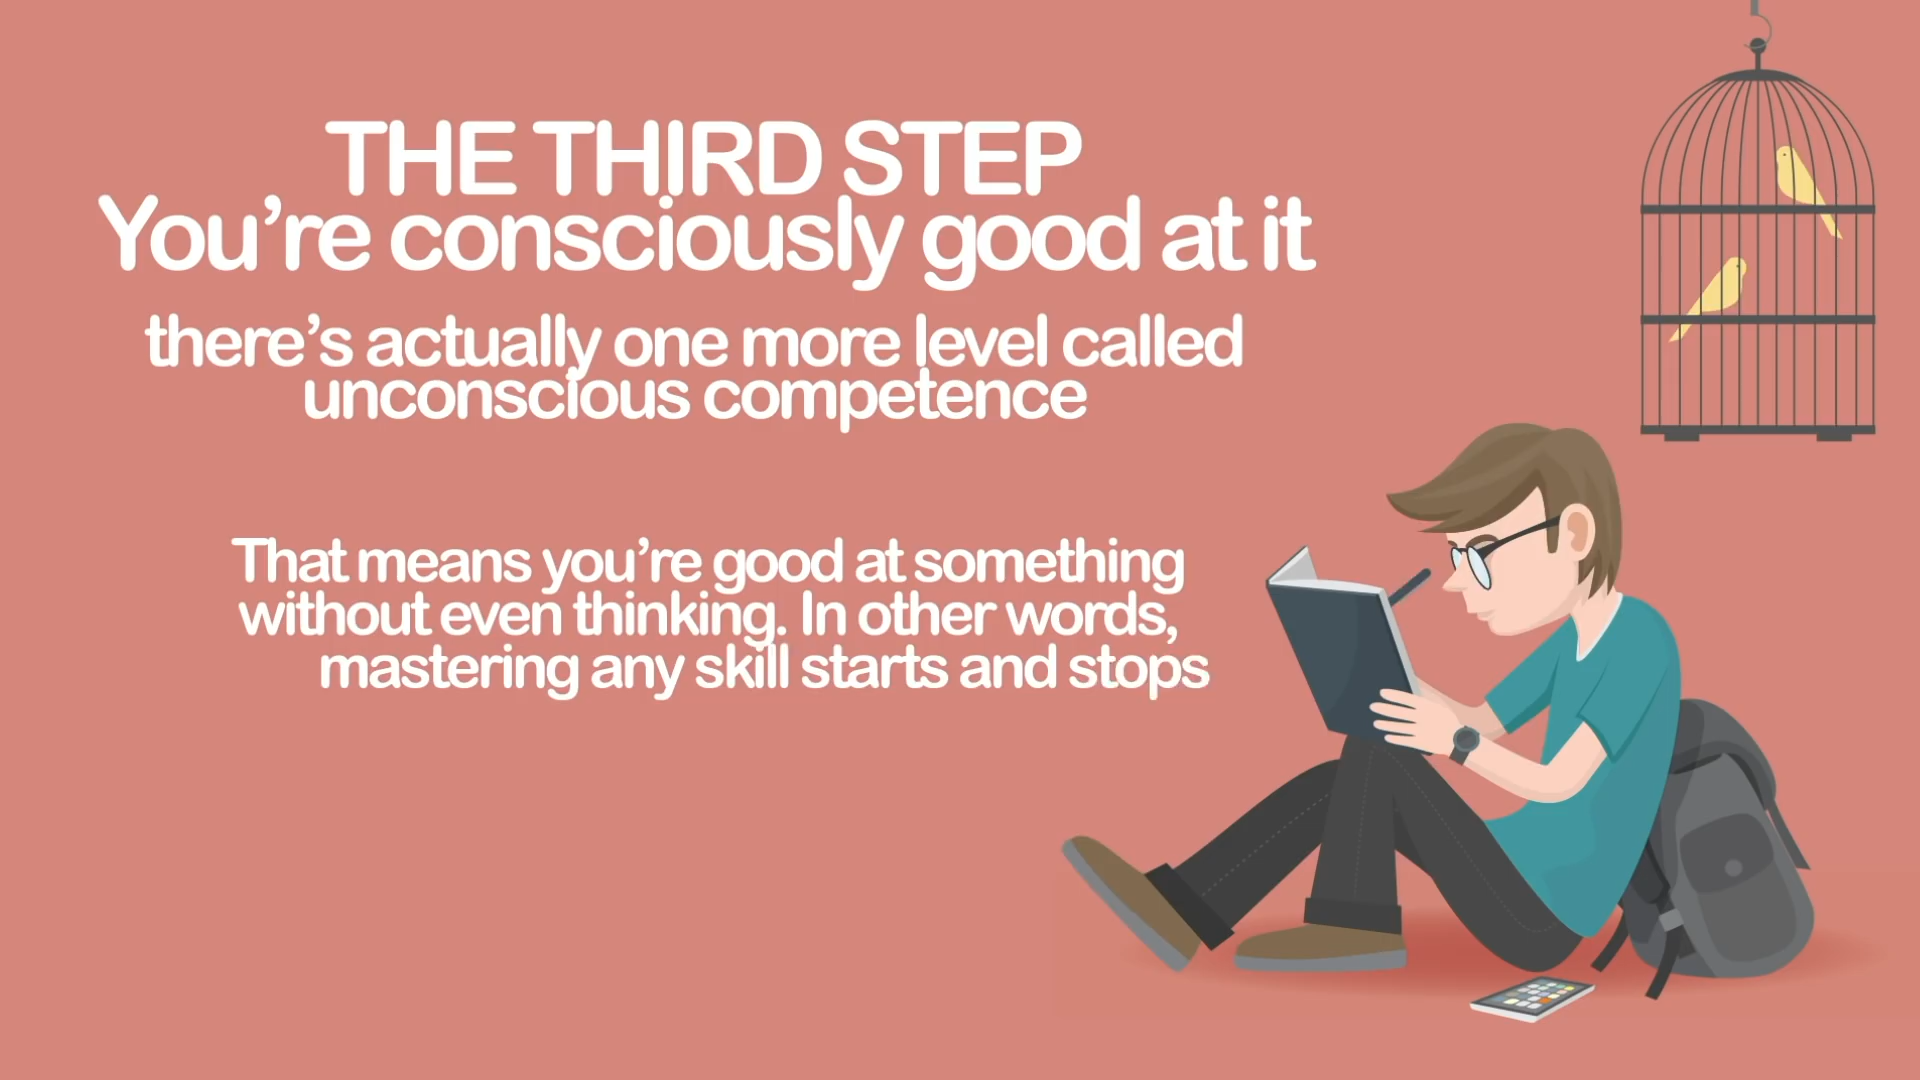 THE THIRD STEP
You’re consciously good at it
there’s actually one more level called
unconscious competence
That means you’re good at something
without even thinking. In other words,
mastering any skill starts and stops